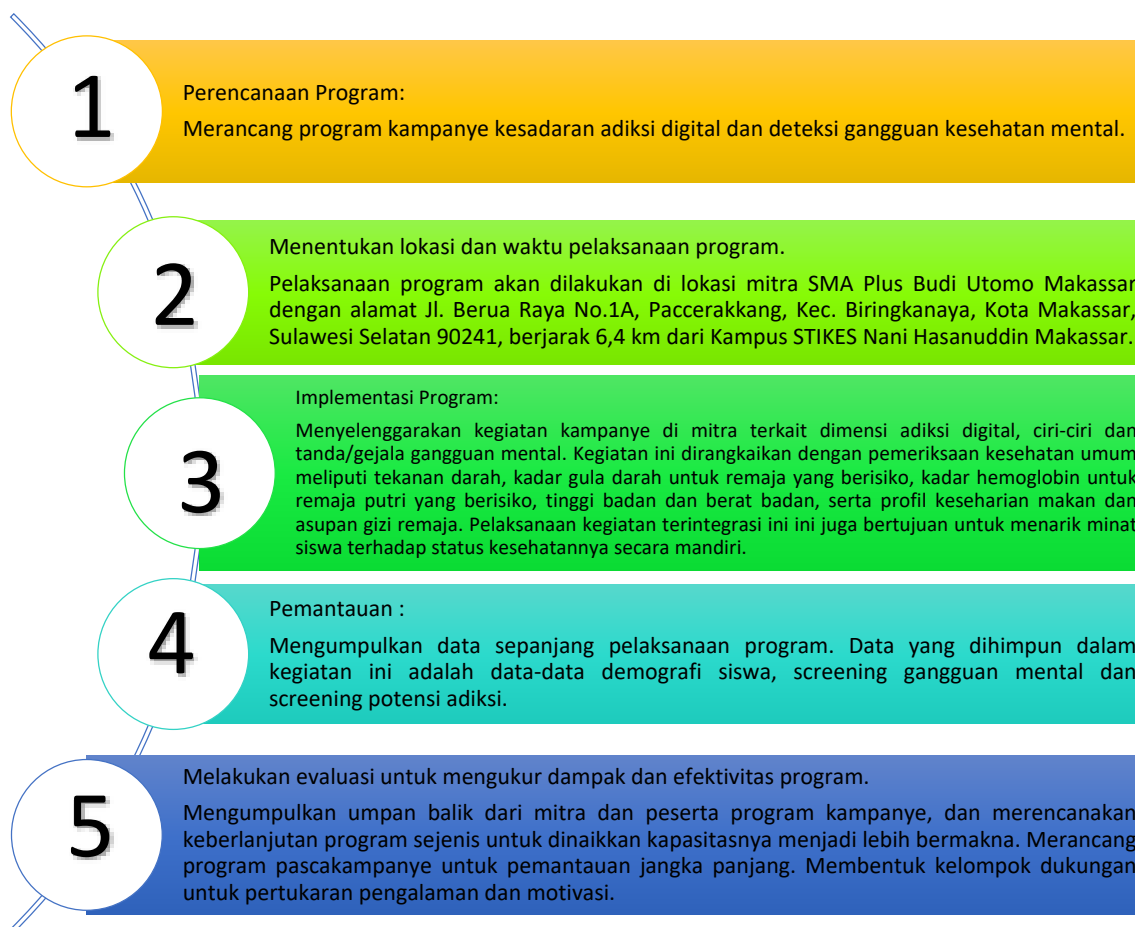 1
Perencanaan Program:
Merancang program kampanye kesadaran adiksi digital dan deteksi gangguan kesehatan mental.
2
Menentukan lokasi dan waktu pelaksanaan program.
Pelaksanaan program akan dilakukan di lokasi mitra SMA Plus Budi Utomo Makassar
dengan alamat Jl. Berua Raya No.1A, Paccerakkang, Kec. Biringkanaya, Kota Makassar,
Sulawesi Selatan 90241, berjarak 6,4 km dari Kampus STIKES Nani Hasanuddin Makassar.
3
Implementasi Program:
Menyelenggarakan kegiatan kampanye di mitra terkait dimensi adiksi digital, ciri-ciri dan
tanda/gejala gangguan mental. Kegiatan ini dirangkaikan dengan pemeriksaan kesehatan umum
meliputi tekanan darah, kadar gula darah untuk remaja yang berisiko, kadar hemoglobin untuk
remaja putri yang berisiko, tinggi badan dan berat badan, serta profil keseharian makan dan
asupan gizi remaja. Pelaksanaan kegiatan terintegrasi ini ini juga bertujuan untuk menarik minat
siswa terhadap status kesehatannya secara mandiri.
4
Pemantauan :
Mengumpulkan data sepanjang pelaksanaan program. Data yang dihimpun dalam
kegiatan ini adalah data-data demografi siswa, screening gangguan mental dan
screening potensi adiksi.
5
Melakukan evaluasi untuk mengukur dampak dan efektivitas program.
Mengumpulkan umpan balik dari mitra dan peserta program kampanye, dan merencanakan
keberlanjutan program sejenis untuk dinaikkan kapasitasnya menjadi lebih bermakna. Merancang
program pascakampanye untuk pemantauan jangka panjang. Membentuk kelompok dukungan
untuk pertukaran pengalaman dan motivasi.